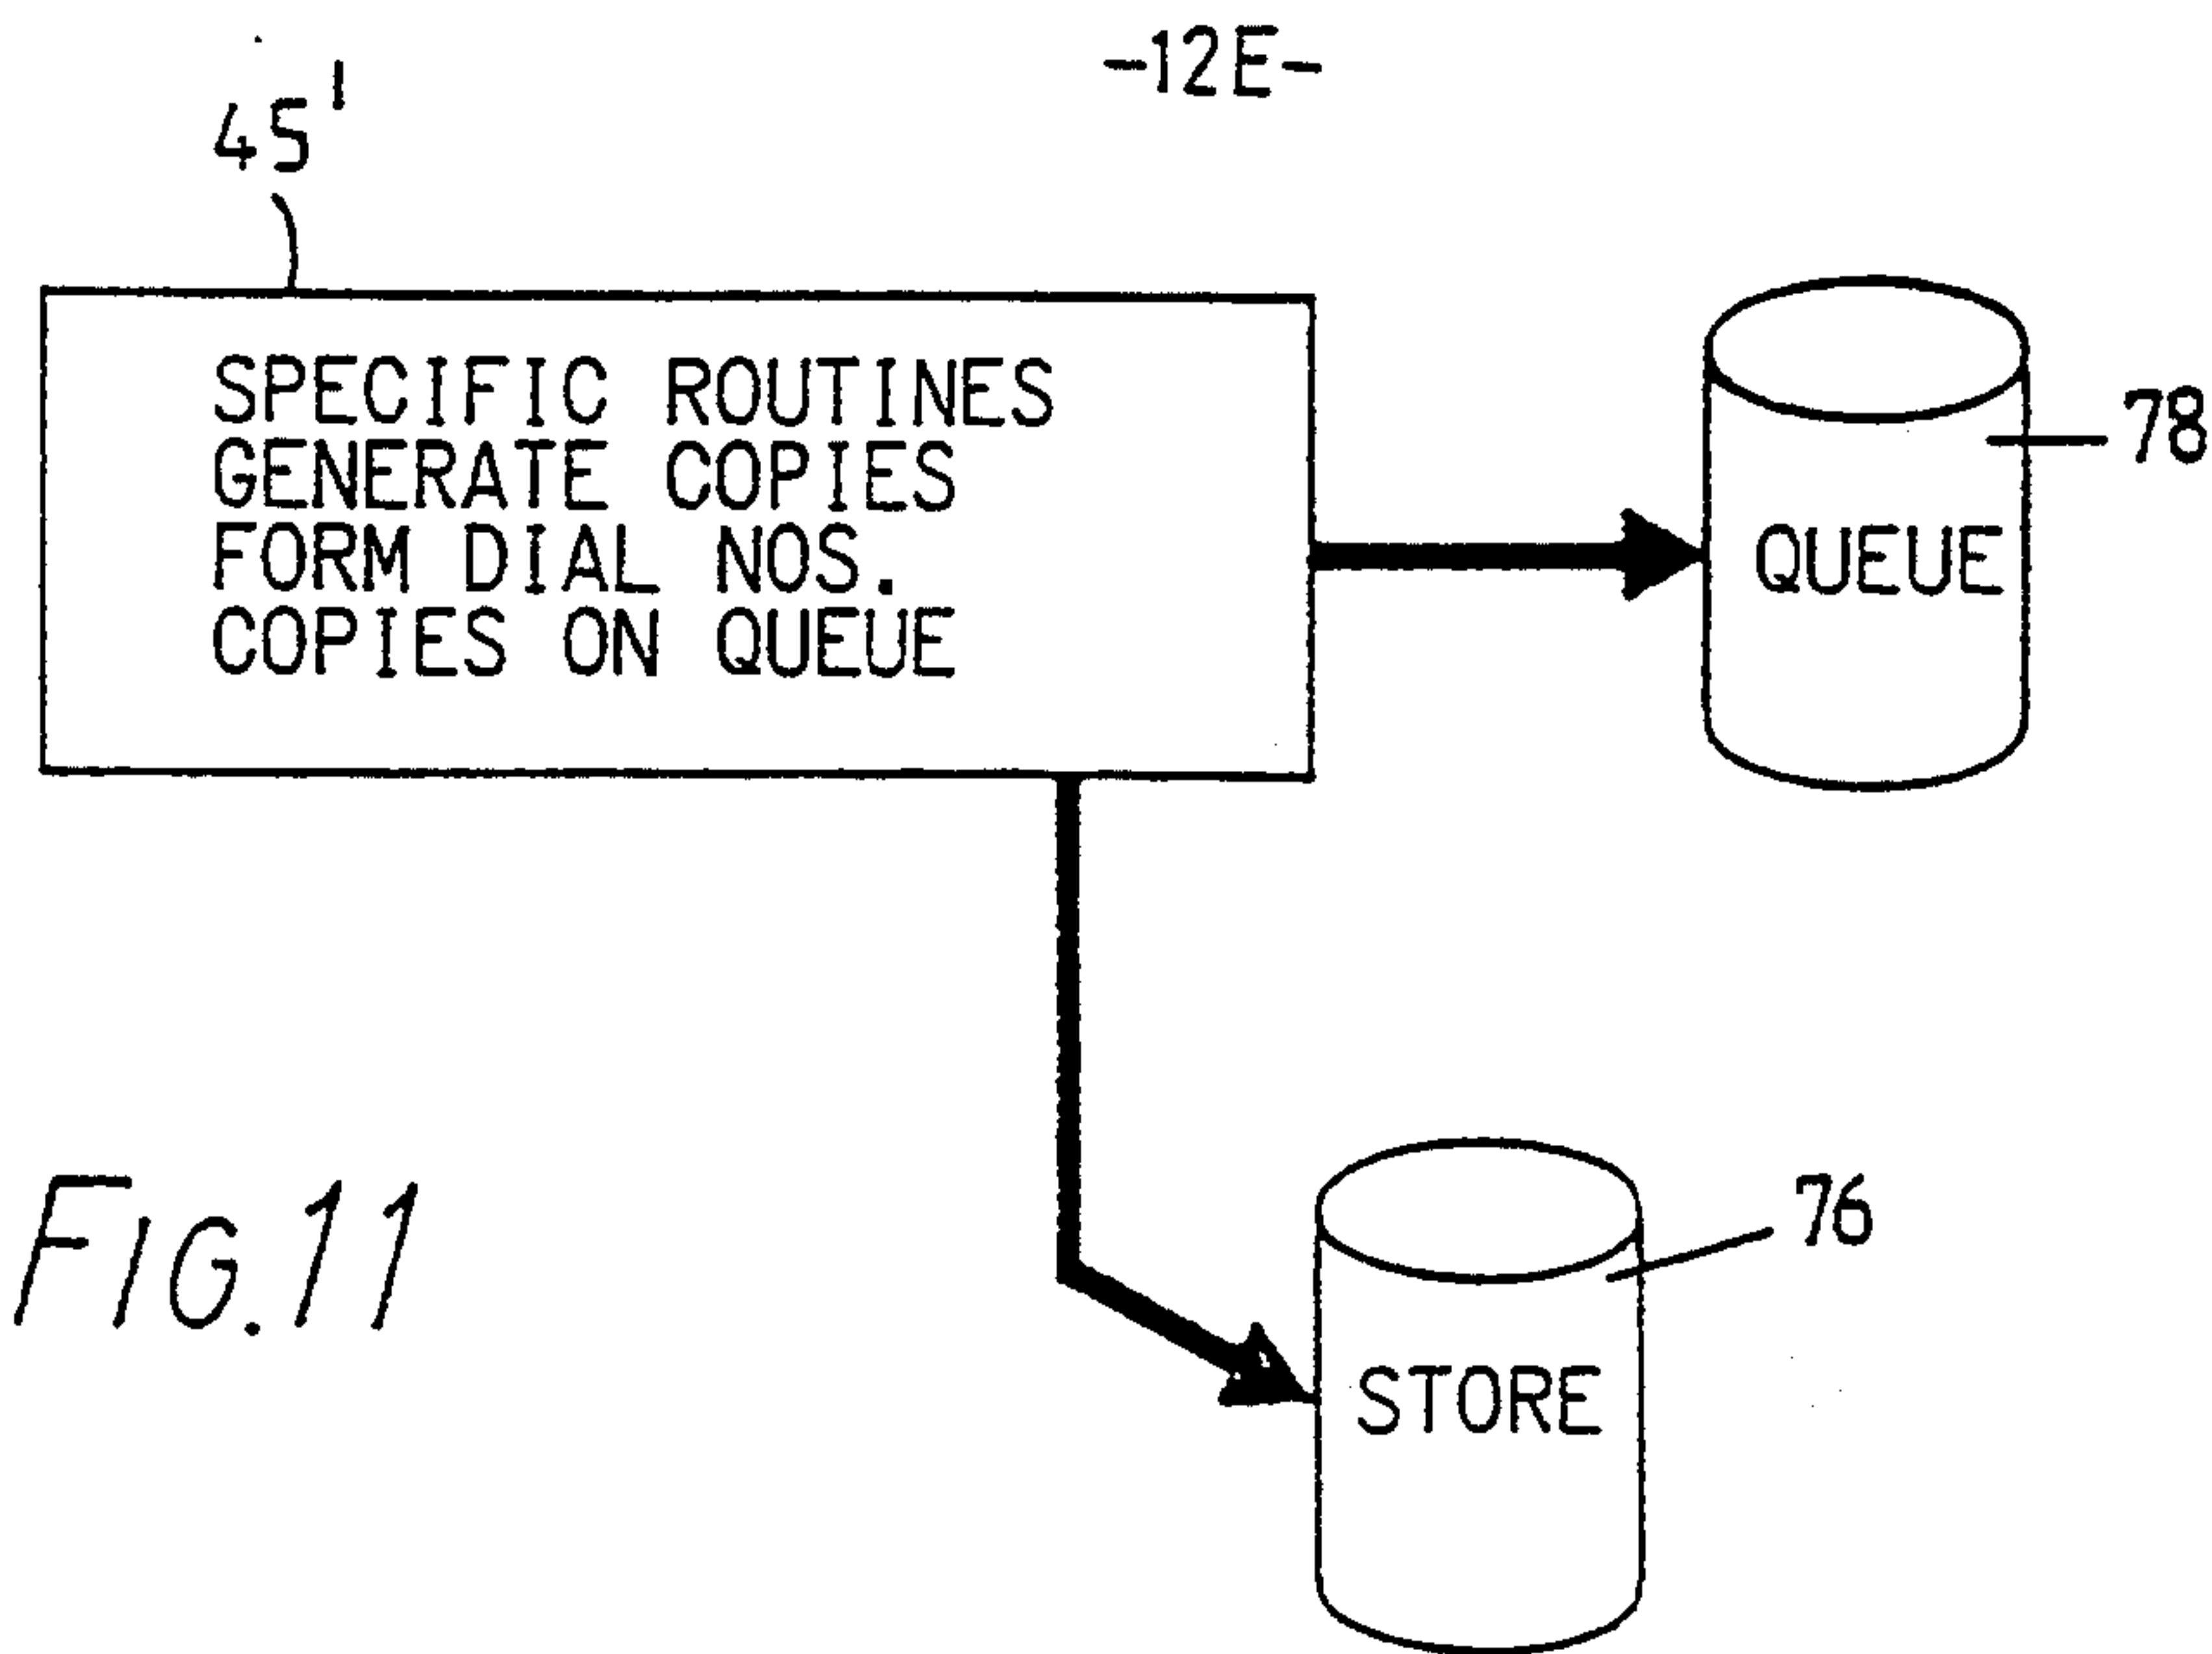 -12E-
45'
SPECIFIC ROUTINES
GENERATE COPIES
FORM DIAL NOS.
COPIES ON QUEUE
78
QUEUE
76
STORE
FIG.11